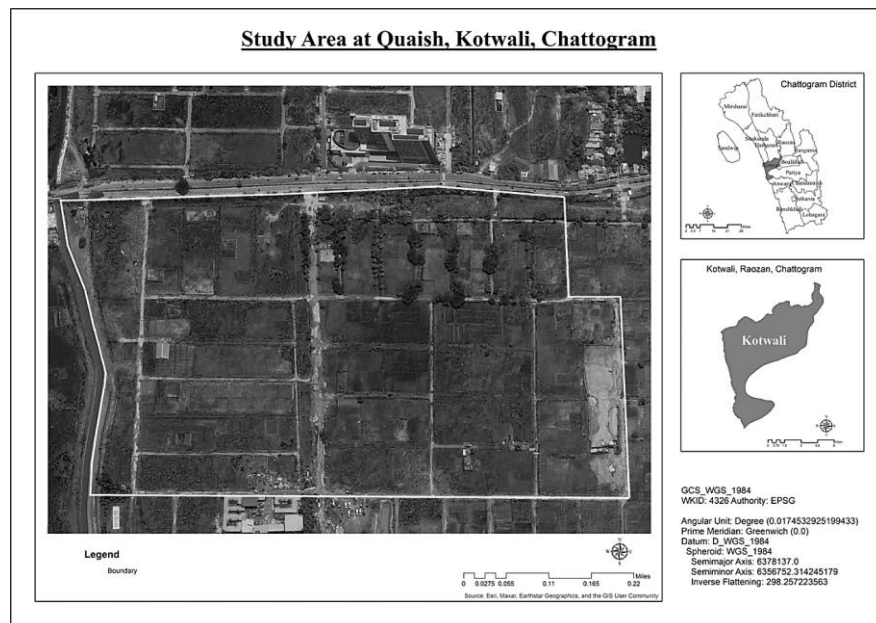 Study Area at Quaish, Kotwali, Chattogram
Chattogram District
Mirsharai
Fatikchhari
Sandwip
Sitakunda
Hathazari
Raozan
Rangunia
Boalkhali
Patiya
Anwara
Chandanaish
Satkania
Banshkhali
Lohagara
Miles
Kotwali, Raozan, Chattogram
Kotwali
Miles
GCS_WGS_1984
WKID: 4326 Authority: EPSG
Angular Unit: Degree (0.0174532925199433)
Prime Meridian: Greenwich (0.0)
Datum: D_WGS_1984
Spheroid: WGS_1984
Semimajor Axis: 6378137.0
Semiminor Axis: 6356752.314245179
Inverse Flattening: 298.257223563
Legend
Boundary
N
W E
S
Miles
0 0.0275 0.055 0.11 0.165 0.22
Source: Esri, Maxar, Earthstar Geographics, and the GIS User Community